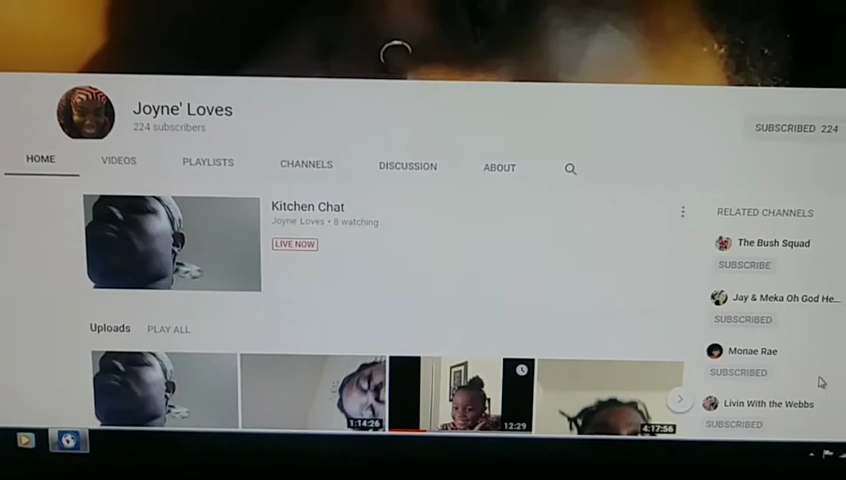 Joyne' Loves
224 subscribers
SUBSCRIBED 224
HOME VIDEOS PLAYLISTS CHANNELS DISCUSSION ABOUT
Kitchen Chat
Joyne' Loves • 8 watching
LIVE NOW
RELATED CHANNELS
The Bush Squad
SUBSCRIBE
Jay & Meka Oh God He...
SUBSCRIBED
Monae Rae
SUBSCRIBED
Livin With the Webbs
SUBSCRIBED
Uploads PLAY ALL
1:14:26
12:29
4:17:56